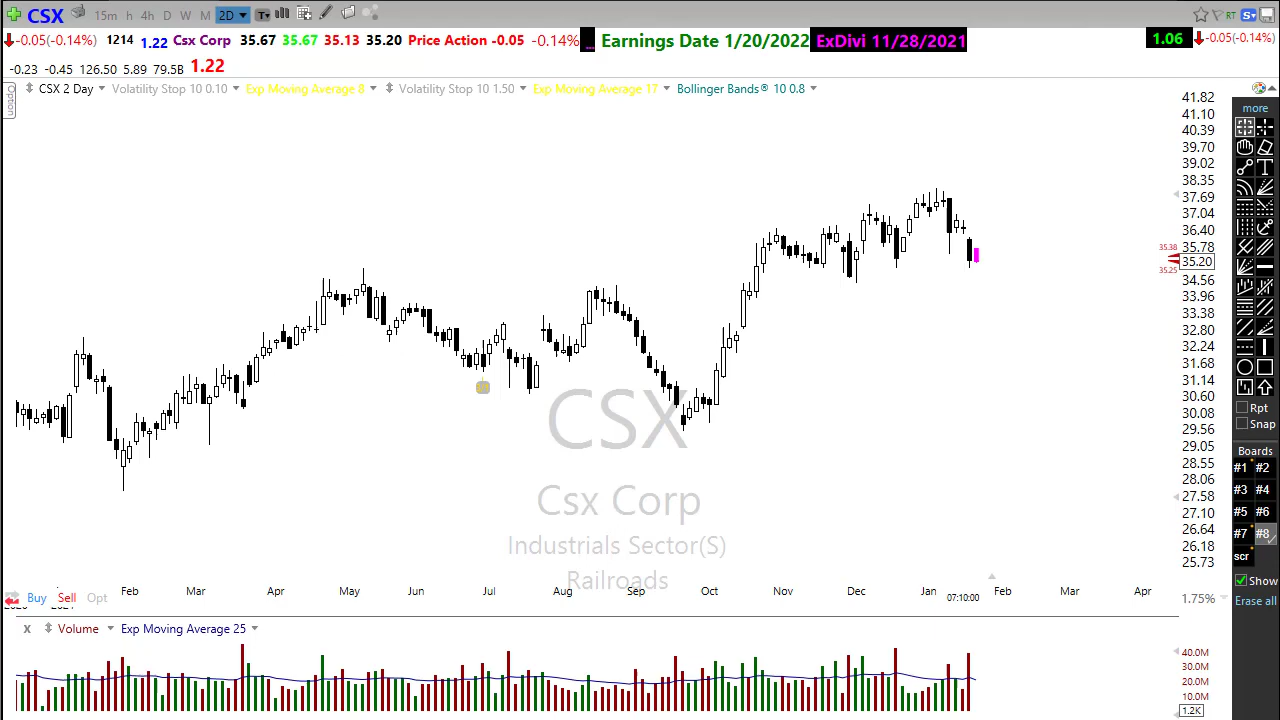 CSX 15m h 4h D W M 2D T RT S
-0.05(-0.14%) 1214 1.22 Csx Corp 35.67 35.67 35.13 35.20 Price Action -0.05 -0.14% ... Earnings Date 1/20/2022 ExDivi 11/28/2021 1.06 -0.05(-0.14%)
-0.23 -0.45 126.50 5.89 79.5B 1.22
Option CSX 2 Day Volatility Stop 10 0.10 Exp Moving Average 8 Volatility Stop 10 1.50 Exp Moving Average 17 Bollinger Bands® 10 0.8
41.82
more
41.10
40.39
39.70
39.02
38.35
37.69
37.04
36.40
35.78
35.38
35.20
35.25
34.56
33.96
33.38
32.80
32.24
31.68
31.14
30.60
30.08
29.56
29.05
28.55
28.06
27.58
27.10
26.64
26.18
25.73
Rpt
Snap
Boards
#1 #2
#3 #4
#5 #6
#7 #8
scr
Show
Erase all
CSX
Csx Corp
Industrials Sector(S)
Railroads
Feb Mar Apr May Jun Jul Aug Sep Oct Nov Dec Jan 07:10:00 Feb Mar Apr
Buy Sell Opt 1.75%
X Volume Exp Moving Average 25
40.0M
30.0M
20.0M
10.0M
1.2K